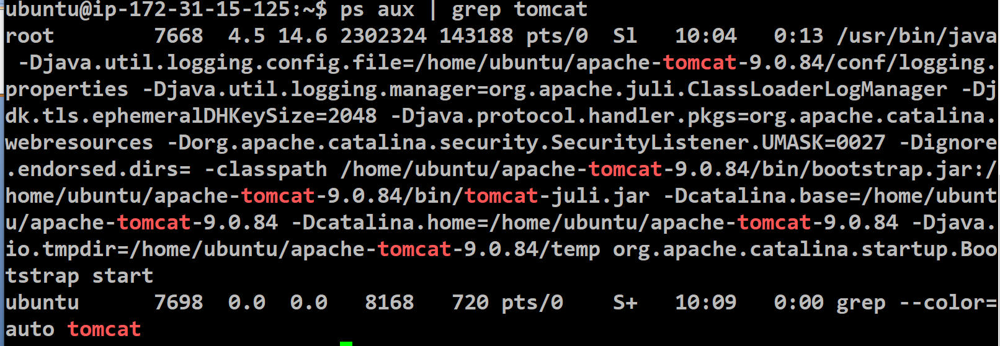 ubuntu@ip-172-31-15-125:~$ ps aux | grep tomcat
root        7668  4.5 14.6 2302324 143188 pts/0  Sl   10:04   0:13 /usr/bin/java
 -Djava.util.logging.config.file=/home/ubuntu/apache-tomcat-9.0.84/conf/logging.
properties -Djava.util.logging.manager=org.apache.juli.ClassLoaderLogManager -Dj
dk.tls.ephemeralDHKeySize=2048 -Djava.protocol.handler.pkgs=org.apache.catalina.
webresources -Dorg.apache.catalina.security.SecurityListener.UMASK=0027 -Dignore
.endorsed.dirs= -classpath /home/ubuntu/apache-tomcat-9.0.84/bin/bootstrap.jar:/
home/ubuntu/apache-tomcat-9.0.84/bin/tomcat-juli.jar -Dcatalina.base=/home/ubunt
u/apache-tomcat-9.0.84 -Dcatalina.home=/home/ubuntu/apache-tomcat-9.0.84 -Djava.
io.tmpdir=/home/ubuntu/apache-tomcat-9.0.84/temp org.apache.catalina.startup.Boo
tstrap start
ubuntu      7698  0.0  0.0   8168   720 pts/0    S+   10:09   0:00 grep --color=
auto tomcat